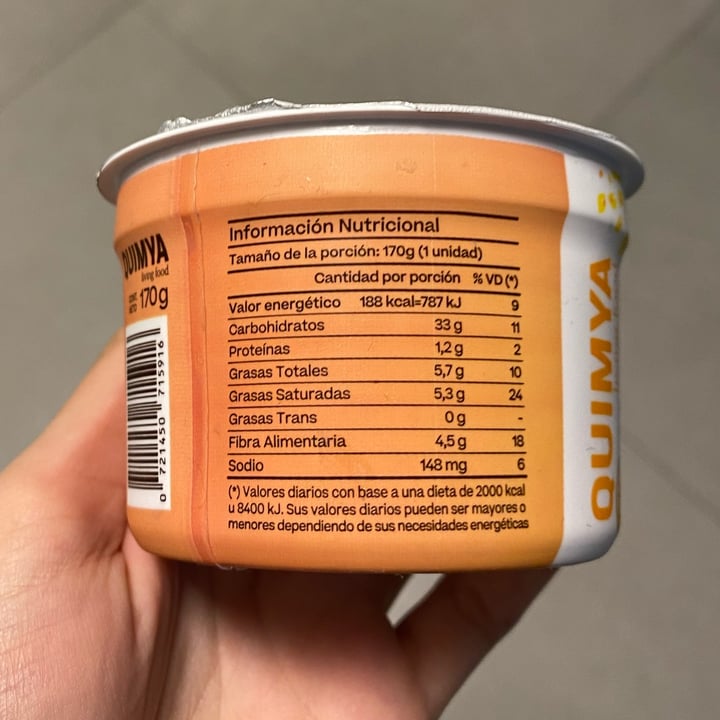 QUIMYA
living food
CONT. NETO 170g
0 721450 715916
Información Nutricional
Tamaño de la porción: 170g (1 unidad)
Cantidad por porción % VD (*)
Valor energético 188 kcal=787 kJ 9
Carbohidratos 33 g 11
Proteínas 1,2 g 2
Grasas Totales 5,7 g 10
Grasas Saturadas 5,3 g 24
Grasas Trans 0 g -
Fibra Alimentaria 4,5 g 18
Sodio 148 mg 6
(*) Valores diarios con base a una dieta de 2000 kcal
u 8400 kJ. Sus valores diarios pueden ser mayores o
menores dependiendo de sus necesidades energéticas
QUIMYA